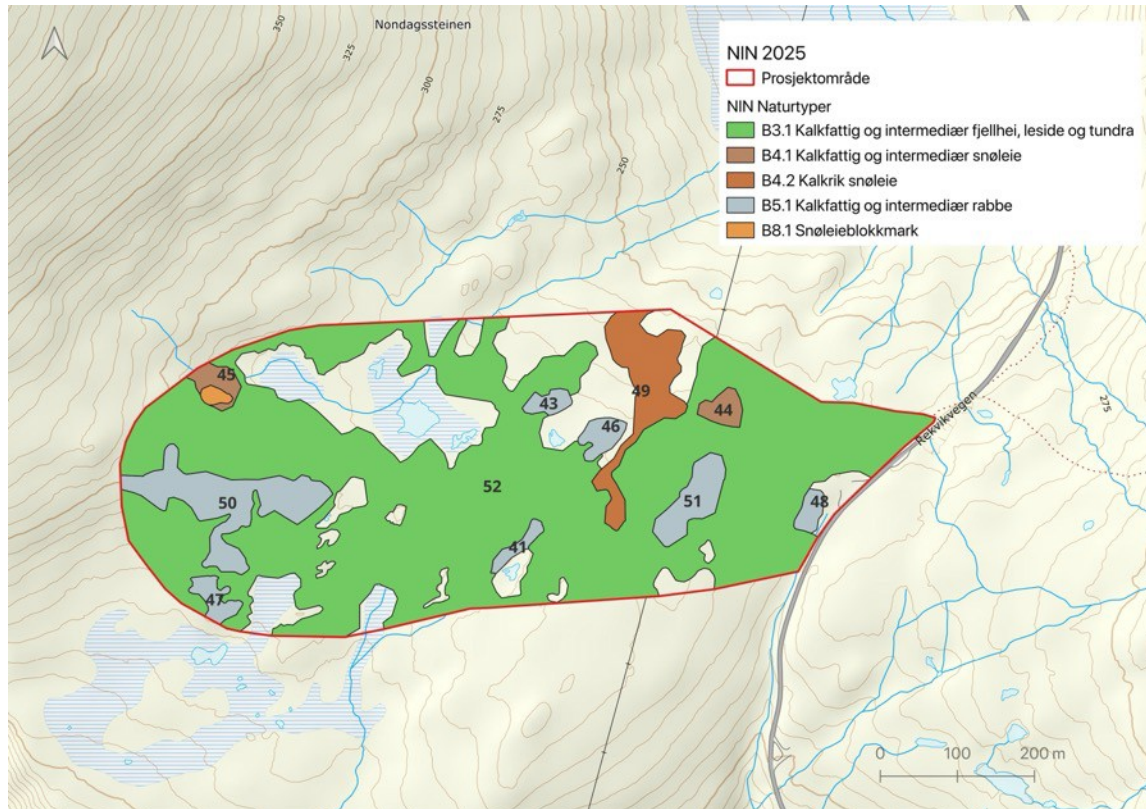 Nondagssteinen
350
325
300
275
250
NIN 2025
Prosjektområde
NIN Naturtyper
B3.1 Kalkfattig og intermediær fjellhei, leside og tundra
B4.1 Kalkfattig og intermediær snøleie
B4.2 Kalkrik snøleie
B5.1 Kalkfattig og intermediær rabbe
B8.1 Snøleieblokkmark
45
43
49
44
46
Rekvikvegen
275
52
50
51
48
41
47
0 100 200 m